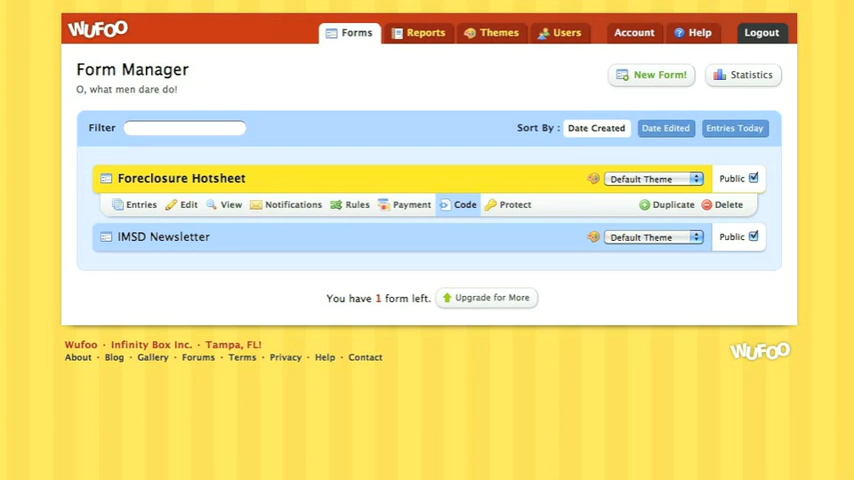 WUFOO
Forms Reports Themes Users Account Help Logout
Form Manager
O, what men dare do!
New Form! Statistics
Filter Sort By : Date Created Date Edited Entries Today
Foreclosure Hotsheet Default Theme Public
Entries Edit View Notifications Rules Payment Code Protect Duplicate Delete
IMSD Newsletter Default Theme Public
You have 1 form left. Upgrade for More
Wufoo · Infinity Box Inc. · Tampa, FL!
About · Blog · Gallery · Forums · Terms · Privacy · Help · Contact
WUFOO